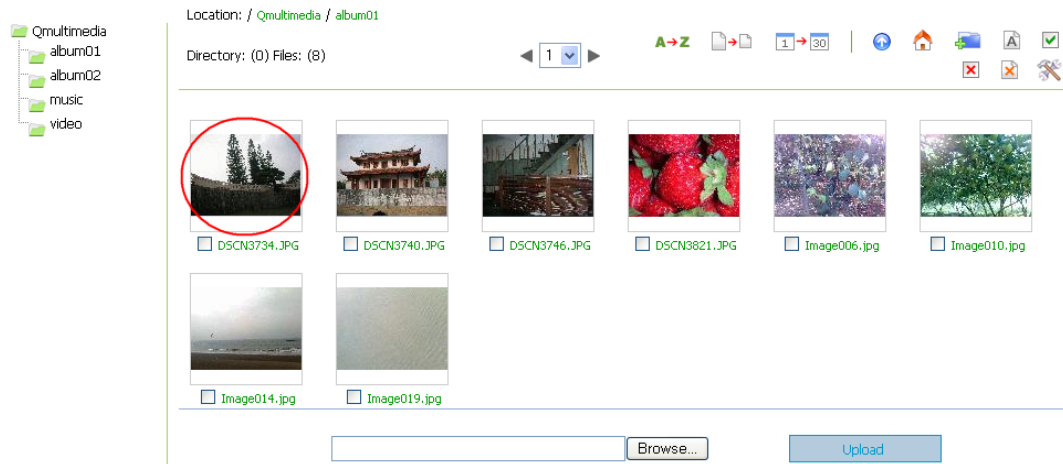 Location: / Qmultimedia / album01
Qmultimedia
album01
album02
music
video
Directory: (0) Files: (8)
1
A→Z
1 → 30
A
DSCN3734.JPG
DSCN3740.JPG
DSCN3746.JPG
DSCN3821.JPG
Image006.jpg
Image010.jpg
Image014.jpg
Image019.jpg
Browse...
Upload